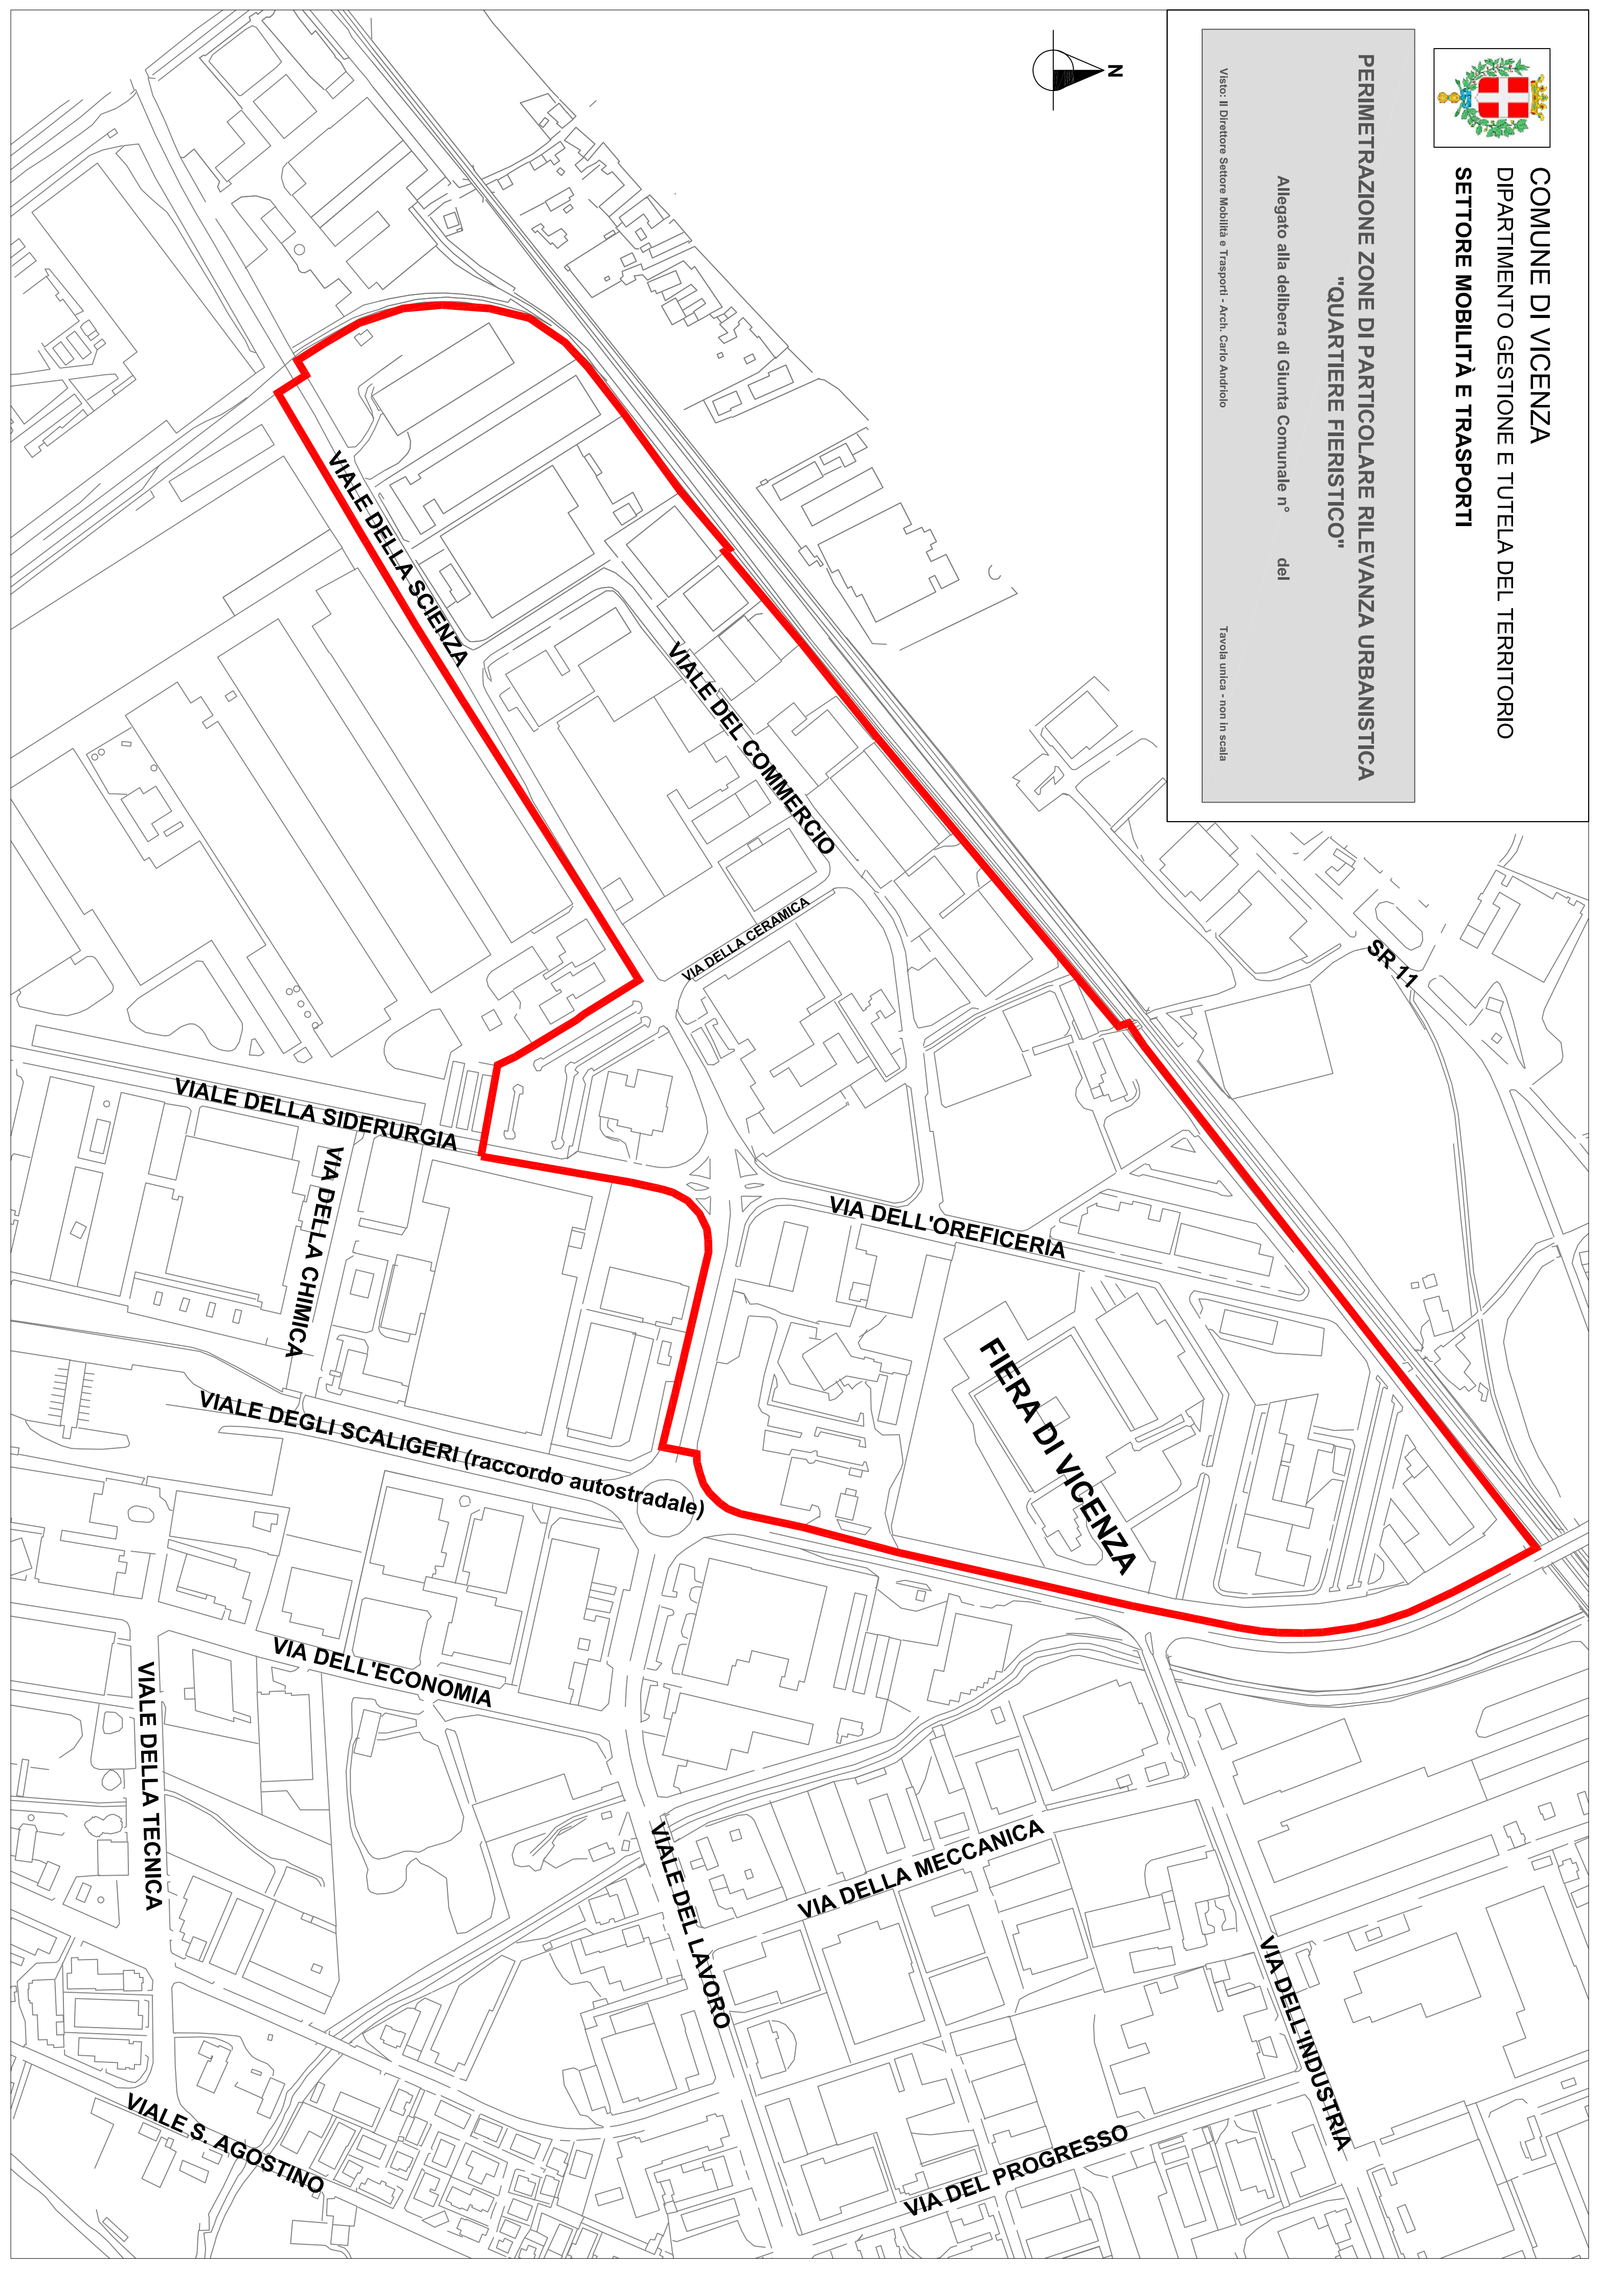 COMUNE DI VICENZA
DIPARTIMENTO GESTIONE E TUTELA DEL TERRITORIO
SETTORE MOBILITÀ E TRASPORTI
PERIMETRAZIONE ZONE DI PARTICOLARE RILEVANZA URBANISTICA
"QUARTIERE FIERISTICO"
Allegato alla delibera di Giunta Comunale n° del
Visto: Il Direttore Settore Mobilità e Trasporti - Arch. Carlo Andriolo
Tavola unica - non in scala
N
SR 11
VIALE DELLA SCIENZA
VIALE DEL COMMERCIO
VIA DELLA CERAMICA
VIALE DELLA SIDERURGIA
VIA DELLA CHIMICA
VIA DELL'OREFICERIA
FIERA DI VICENZA
VIALE DEGLI SCALIGERI (raccordo autostradale)
VIA DELL'ECONOMIA
VIALE DELLA TECNICA
VIALE DEL LAVORO
VIA DELLA MECCANICA
VIA DELL'INDUSTRIA
VIALE S. AGOSTINO
VIA DEL PROGRESSO